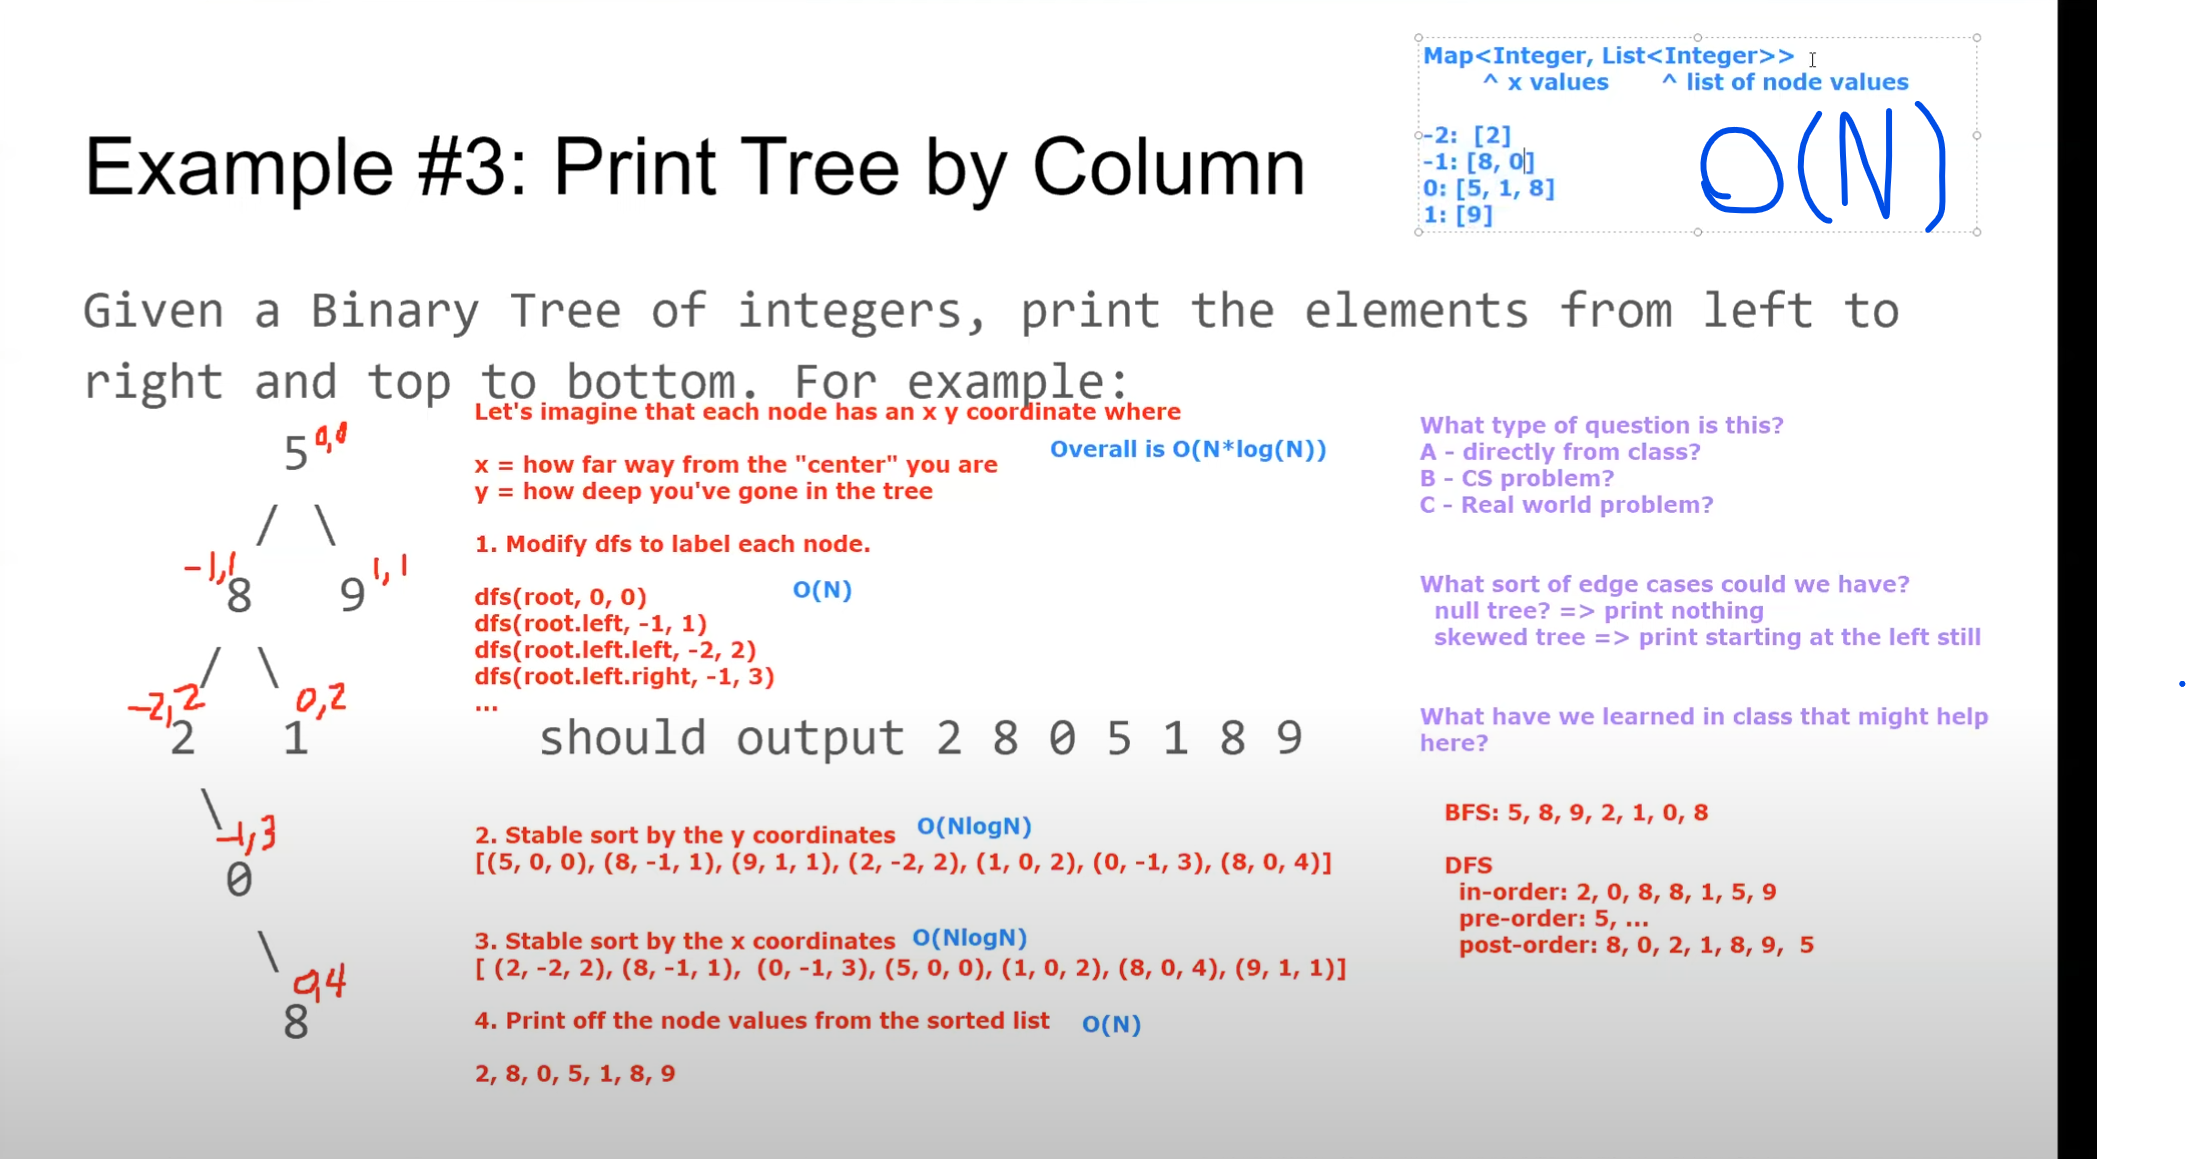 Map<Integer, List<Integer>>
^ x values ^ list of node values
-2: [2]
-1: [8, 0]
0: [5, 1, 8]
1: [9]
O(N)
Example #3: Print Tree by Column
Given a Binary Tree of integers, print the elements from left to
right and top to bottom. For example:
5 0,0
/ \
-1,1 8 9 1,1
/ \
-2,2 2 0,2 1
\
-1,3
0
\
0,4
8
Let's imagine that each node has an x y coordinate where
x = how far way from the "center" you are
y = how deep you've gone in the tree
Overall is O(N*log(N))
1. Modify dfs to label each node.
dfs(root, 0, 0) O(N)
dfs(root.left, -1, 1)
dfs(root.left.left, -2, 2)
dfs(root.left.right, -1, 3)
...
should output 2 8 0 5 1 8 9
2. Stable sort by the y coordinates O(NlogN)
[(5, 0, 0), (8, -1, 1), (9, 1, 1), (2, -2, 2), (1, 0, 2), (0, -1, 3), (8, 0, 4)]
3. Stable sort by the x coordinates O(NlogN)
[ (2, -2, 2), (8, -1, 1), (0, -1, 3), (5, 0, 0), (1, 0, 2), (8, 0, 4), (9, 1, 1)]
4. Print off the node values from the sorted list O(N)
2, 8, 0, 5, 1, 8, 9
What type of question is this?
A - directly from class?
B - CS problem?
C - Real world problem?
What sort of edge cases could we have?
null tree? => print nothing
skewed tree => print starting at the left still
What have we learned in class that might help
here?
BFS: 5, 8, 9, 2, 1, 0, 8
DFS
in-order: 2, 0, 8, 8, 1, 5, 9
pre-order: 5, ...
post-order: 8, 0, 2, 1, 8, 9, 5